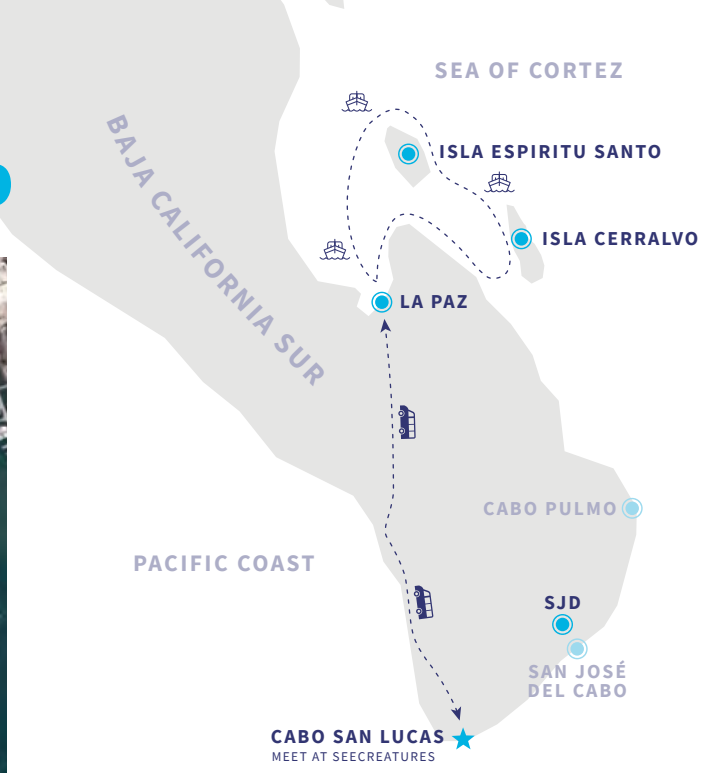 SEA OF CORTEZ
BAJA CALIFORNIA SUR
ISLA ESPIRITU SANTO
ISLA CERRALVO
LA PAZ
CABO PULMO
PACIFIC COAST
SJD
SAN JOSÉ
DEL CABO
CABO SAN LUCAS
MEET AT SEECREATURES